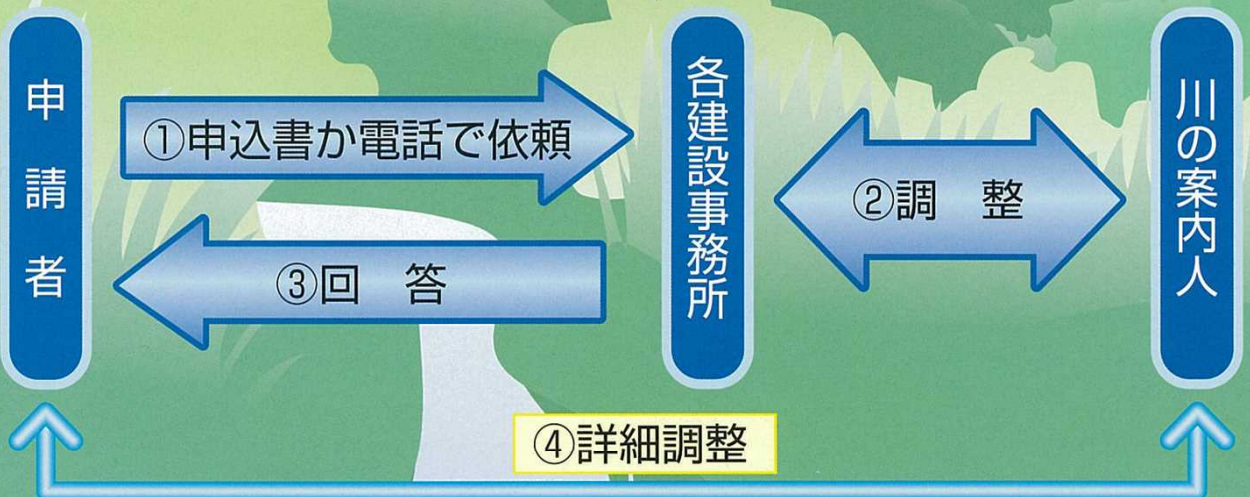 申請者
①申込書か電話で依頼
③回　答
各建設事務所
②調　整
川の案内人
④詳細調整